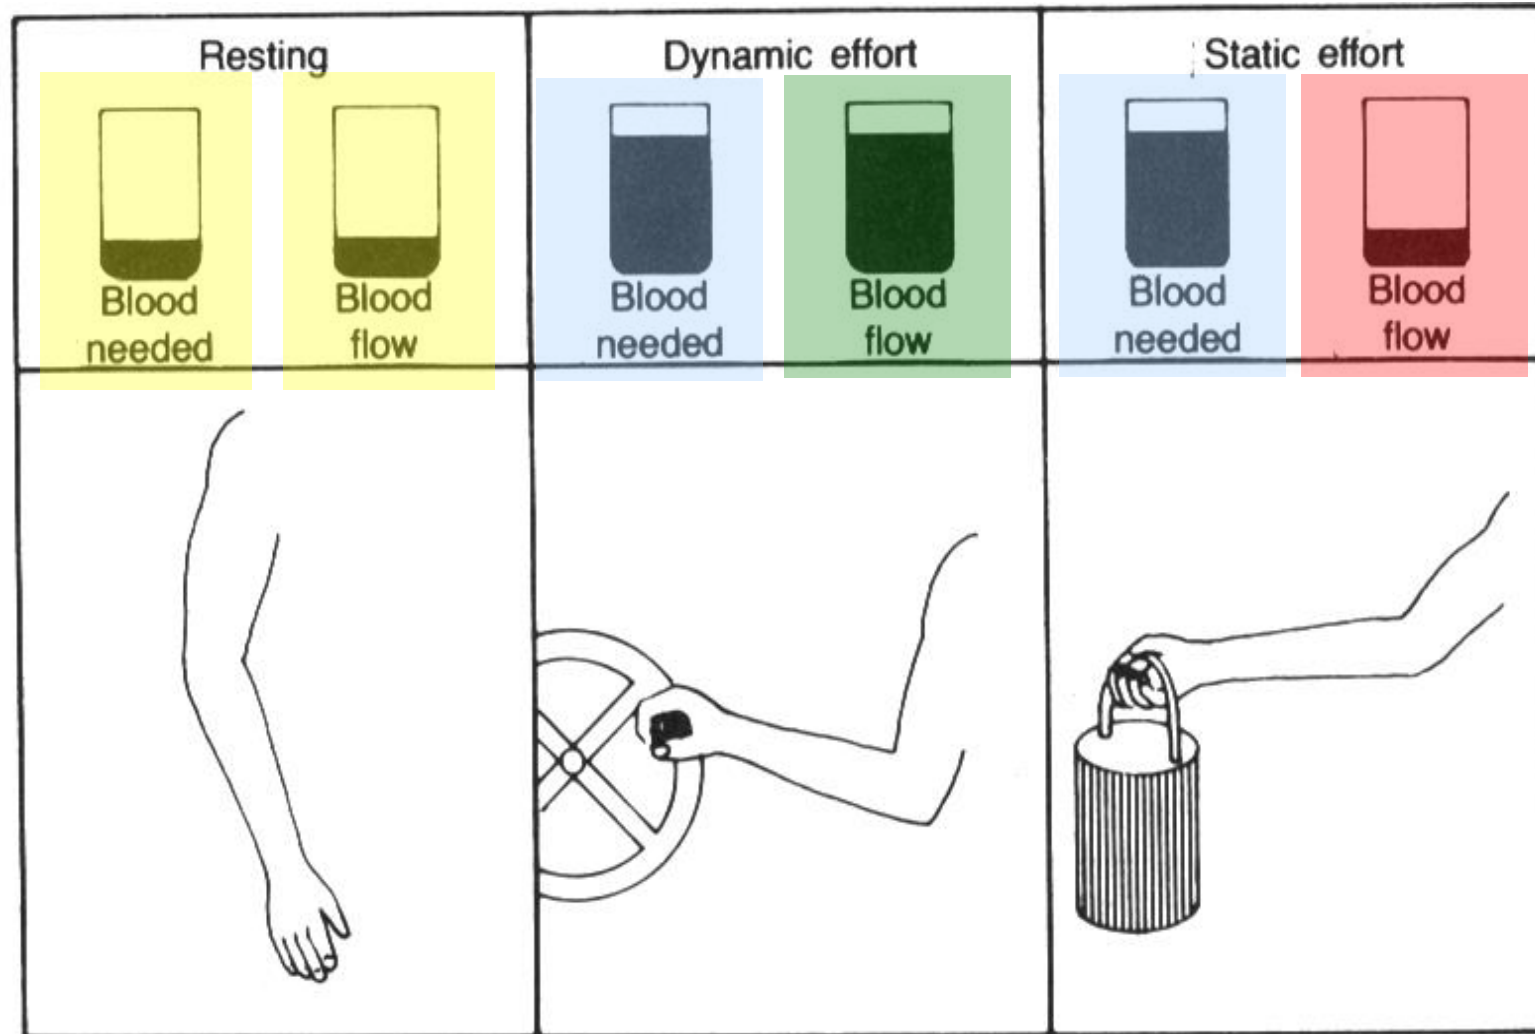 Resting
Blood
needed
Blood
flow
Dynamic effort
Blood
needed
Blood
flow
Static effort
Blood
needed
Blood
flow